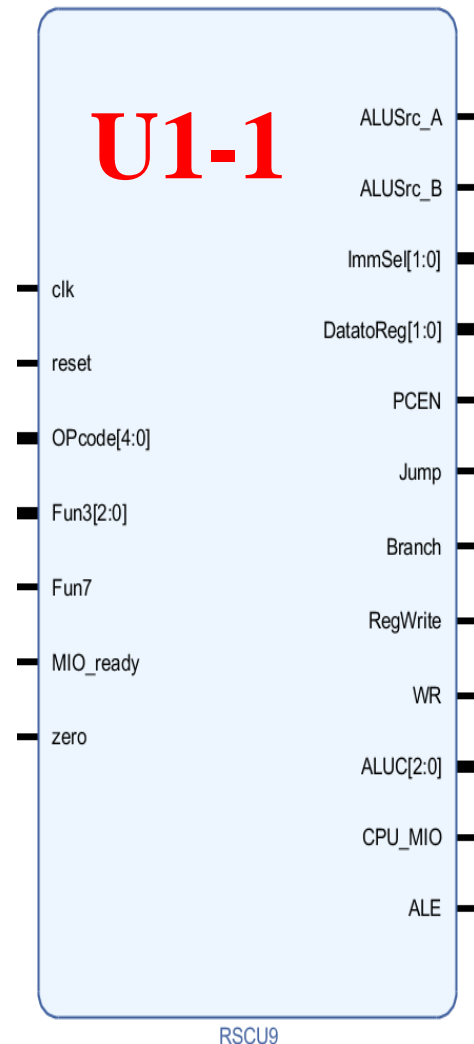 U1-1
clk
reset
OPcode[4:0]
Fun3[2:0]
Fun7
MIO_ready
zero
ALUSrc_A
ALUSrc_B
ImmSel[1:0]
DatatoReg[1:0]
PCEN
Jump
Branch
RegWrite
WR
ALUC[2:0]
CPU_MIO
ALE
RSCU9